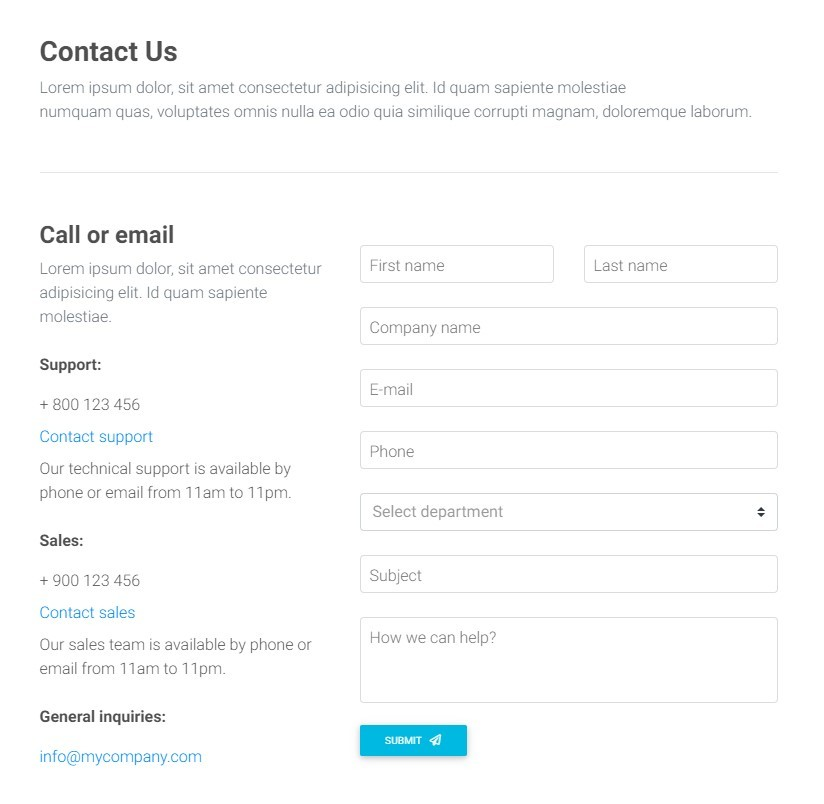 Contact Us
Lorem ipsum dolor, sit amet consectetur adipisicing elit. Id quam sapiente molestiae
numquam quas, voluptates omnis nulla ea odio quia similique corrupti magnam, doloremque laborum.
Call or email
Lorem ipsum dolor, sit amet consectetur
adipisicing elit. Id quam sapiente
molestiae.
Support:
+ 800 123 456
Contact support
Our technical support is available by
phone or email from 11am to 11pm.
Sales:
+ 900 123 456
Contact sales
Our sales team is available by phone or
email from 11am to 11pm.
General inquiries:
info@mycompany.com
First name
Last name
Company name
E-mail
Phone
Select department
Subject
How we can help?
SUBMIT